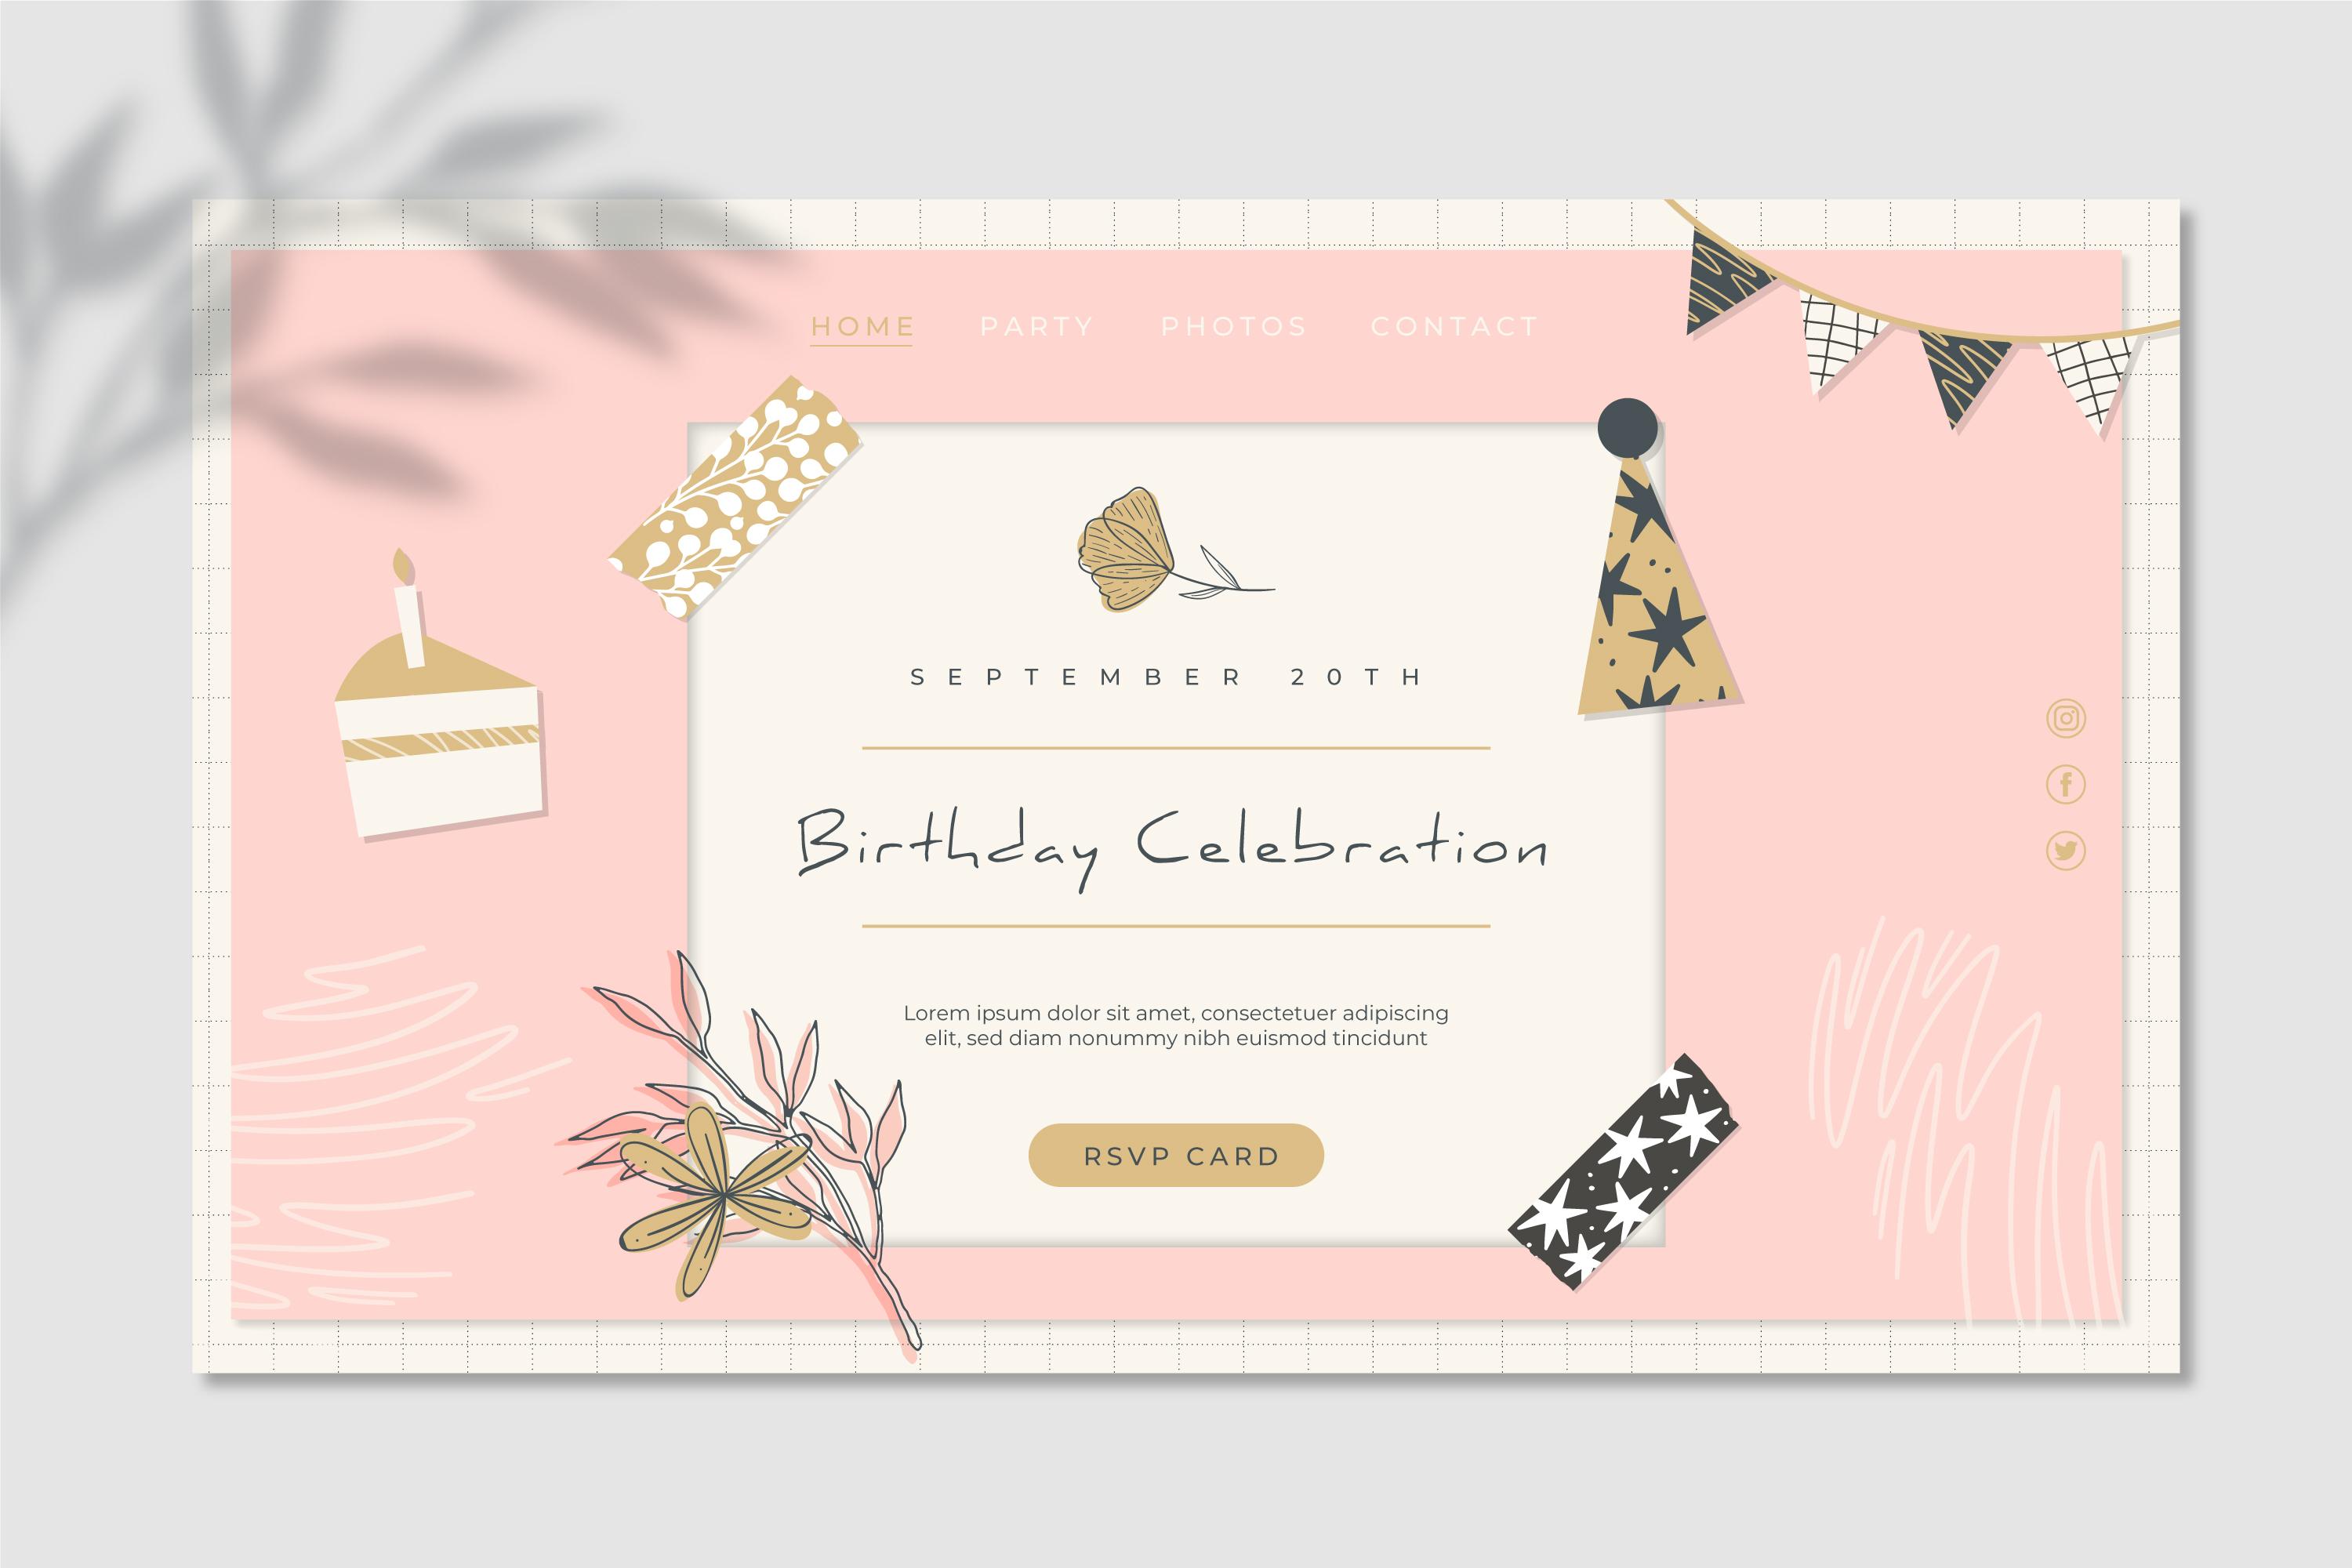 HOME PARTY PHOTOS CONTACT
SEPTEMBER 20TH
Birthday Celebration
Lorem ipsum dolor sit amet, consectetuer adipiscing
elit, sed diam nonummy nibh euismod tincidunt
RSVP CARD